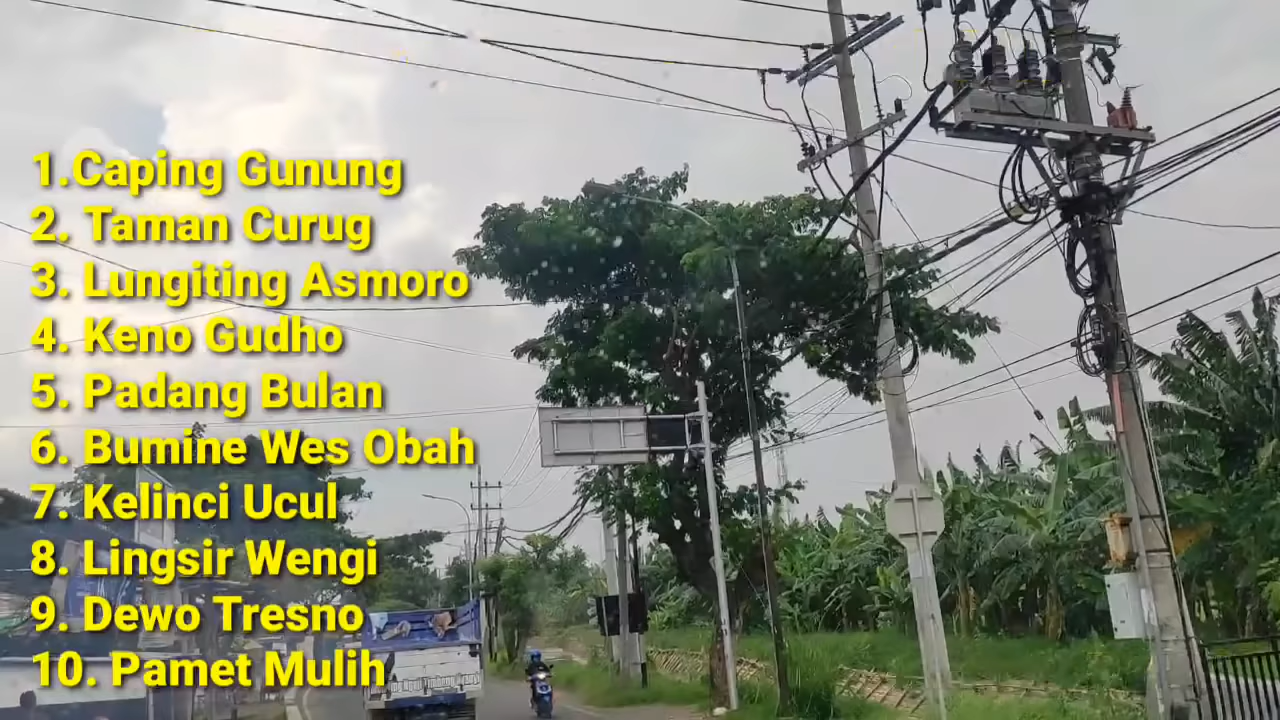 1.Caping Gunung
2. Taman Curug
3. Lungiting Asmoro
4. Keno Gudho
5. Padang Bulan
6. Bumine Wes Obah
7. Kelinci Ucul
8. Lingsir Wengi
9. Dewo Tresno
10. Pamet Mulih